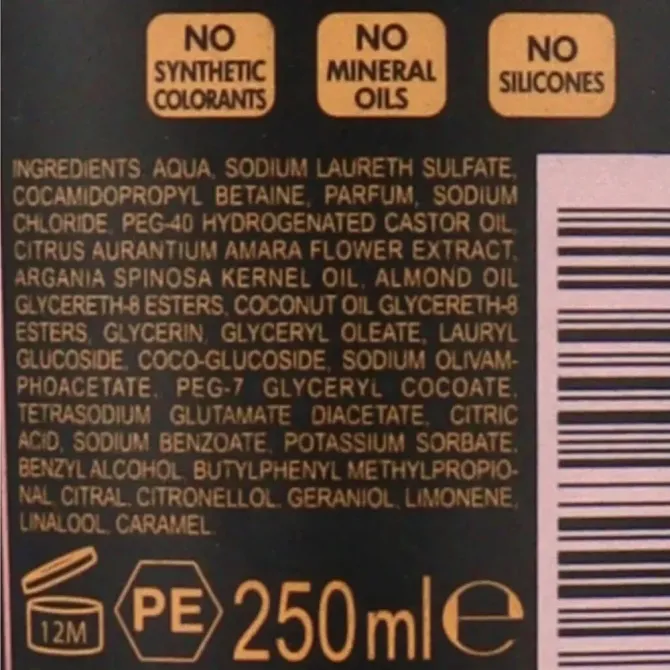 NO SYNTHETIC COLORANTS
NO MINERAL OILS
NO SILICONES
INGREDIENTS: AQUA, SODIUM LAURETH SULFATE,
COCAMIDOPROPYL BETAINE, PARFUM, SODIUM
CHLORIDE, PEG-40 HYDROGENATED CASTOR OIL,
CITRUS AURANTIUM AMARA FLOWER EXTRACT,
ARGANIA SPINOSA KERNEL OIL, ALMOND OIL
GLYCERETH-8 ESTERS, COCONUT OIL GLYCERETH-8
ESTERS, GLYCERIN, GLYCERYL OLEATE, LAURYL
GLUCOSIDE, COCO-GLUCOSIDE, SODIUM OLIVAM-
PHOACETATE, PEG-7 GLYCERYL COCOATE,
TETRASODIUM GLUTAMATE DIACETATE, CITRIC
ACID, SODIUM BENZOATE, POTASSIUM SORBATE,
BENZYL ALCOHOL, BUTYLPHENYL METHYLPROPIO-
NAL, CITRAL, CITRONELLOL, GERANIOL, LIMONENE,
LINALOOL, CARAMEL.
12M PE 250ml e